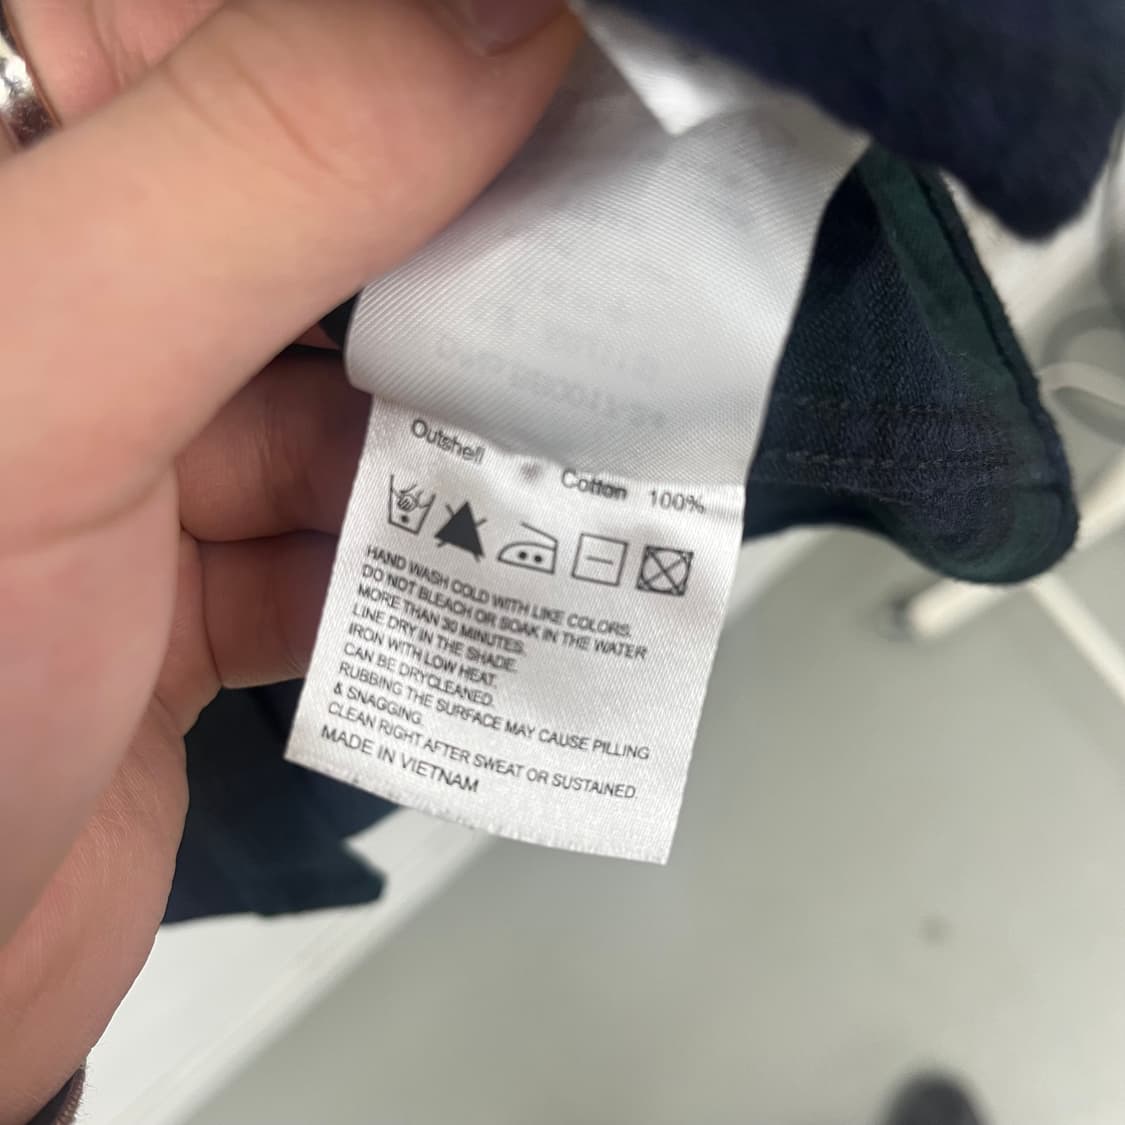 Outshell Cotton 100%
HAND WASH COLD WITH LIKE COLORS.
DO NOT BLEACH OR SOAK IN THE WATER
MORE THAN 30 MINUTES.
LINE DRY IN THE SHADE.
IRON WITH LOW HEAT.
CAN BE DRYCLEANED.
RUBBING THE SURFACE MAY CAUSE PILLING
& SNAGGING.
CLEAN RIGHT AFTER SWEAT OR SUSTAINED.
MADE IN VIETNAM